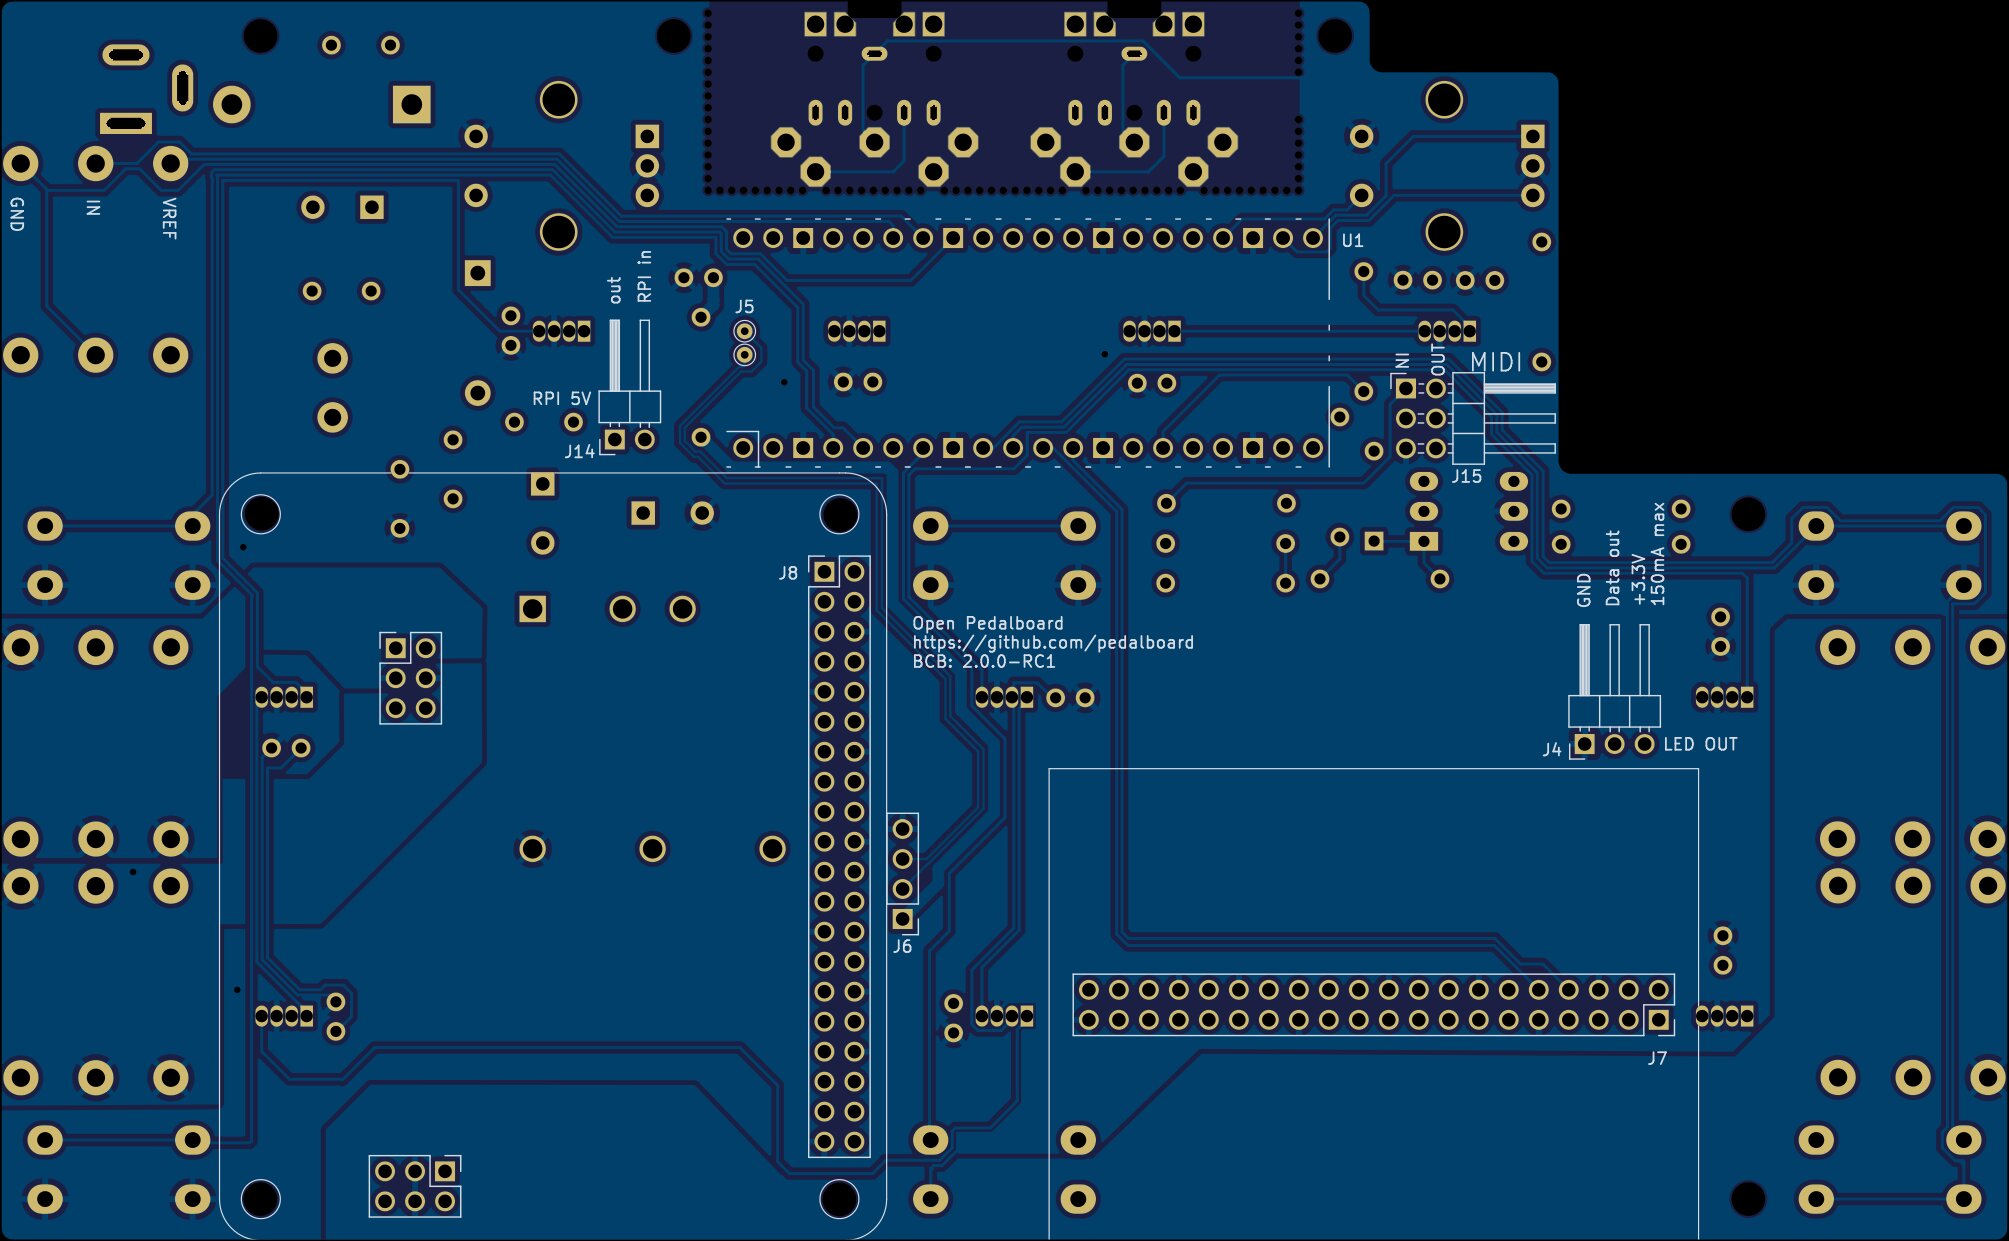 GND
IN
VREF
out
RPI in
U1
J5
MIDI
IN
OUT
RPI 5V
J14
J15
J8
GND
Data out
+3.3V
150mA max
Open Pedalboard
https://github.com/pedalboard
BCB: 2.0.0-RC1
J4
LED OUT
J6
J7